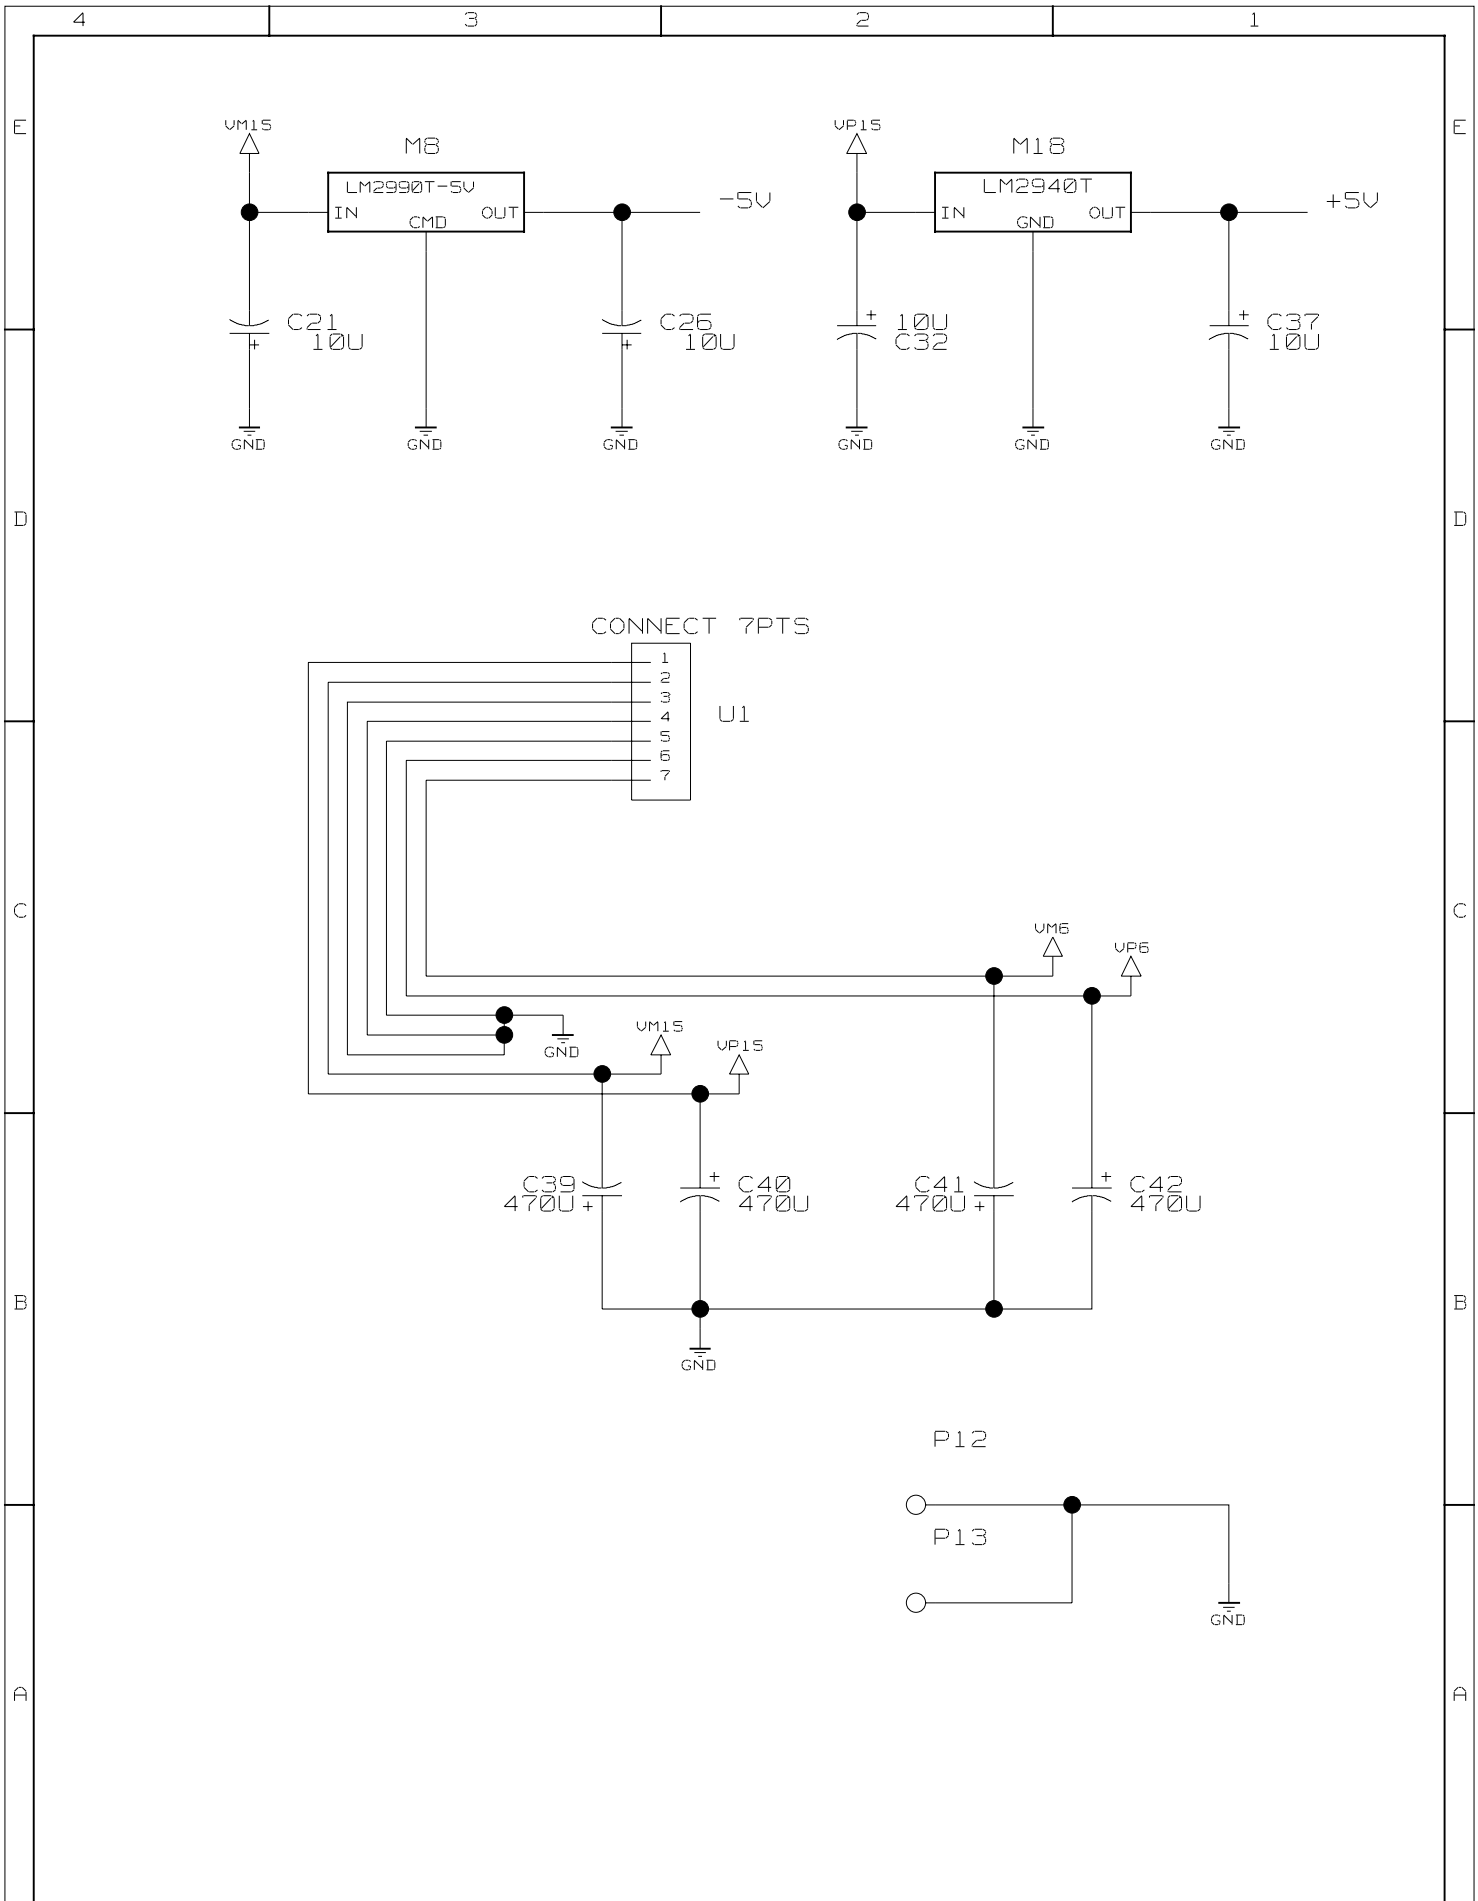 4 3 2 1
E E
VM15
M8
LM2990T-5V
IN OUT
CMD
-5V
C21
10U
C26
10U
GND GND GND
VP15
M18
LM2940T
IN OUT
GND
+5V
10U
C32
C37
10U
GND GND GND
D D
CONNECT 7PTS
1
2
3
4
5
6
7
U1
C C
VM6
VP6
GND
VM15
VP15
C39
470U
C40
470U
C41
470U
C42
470U
B B
GND
P12
P13
GND
A A